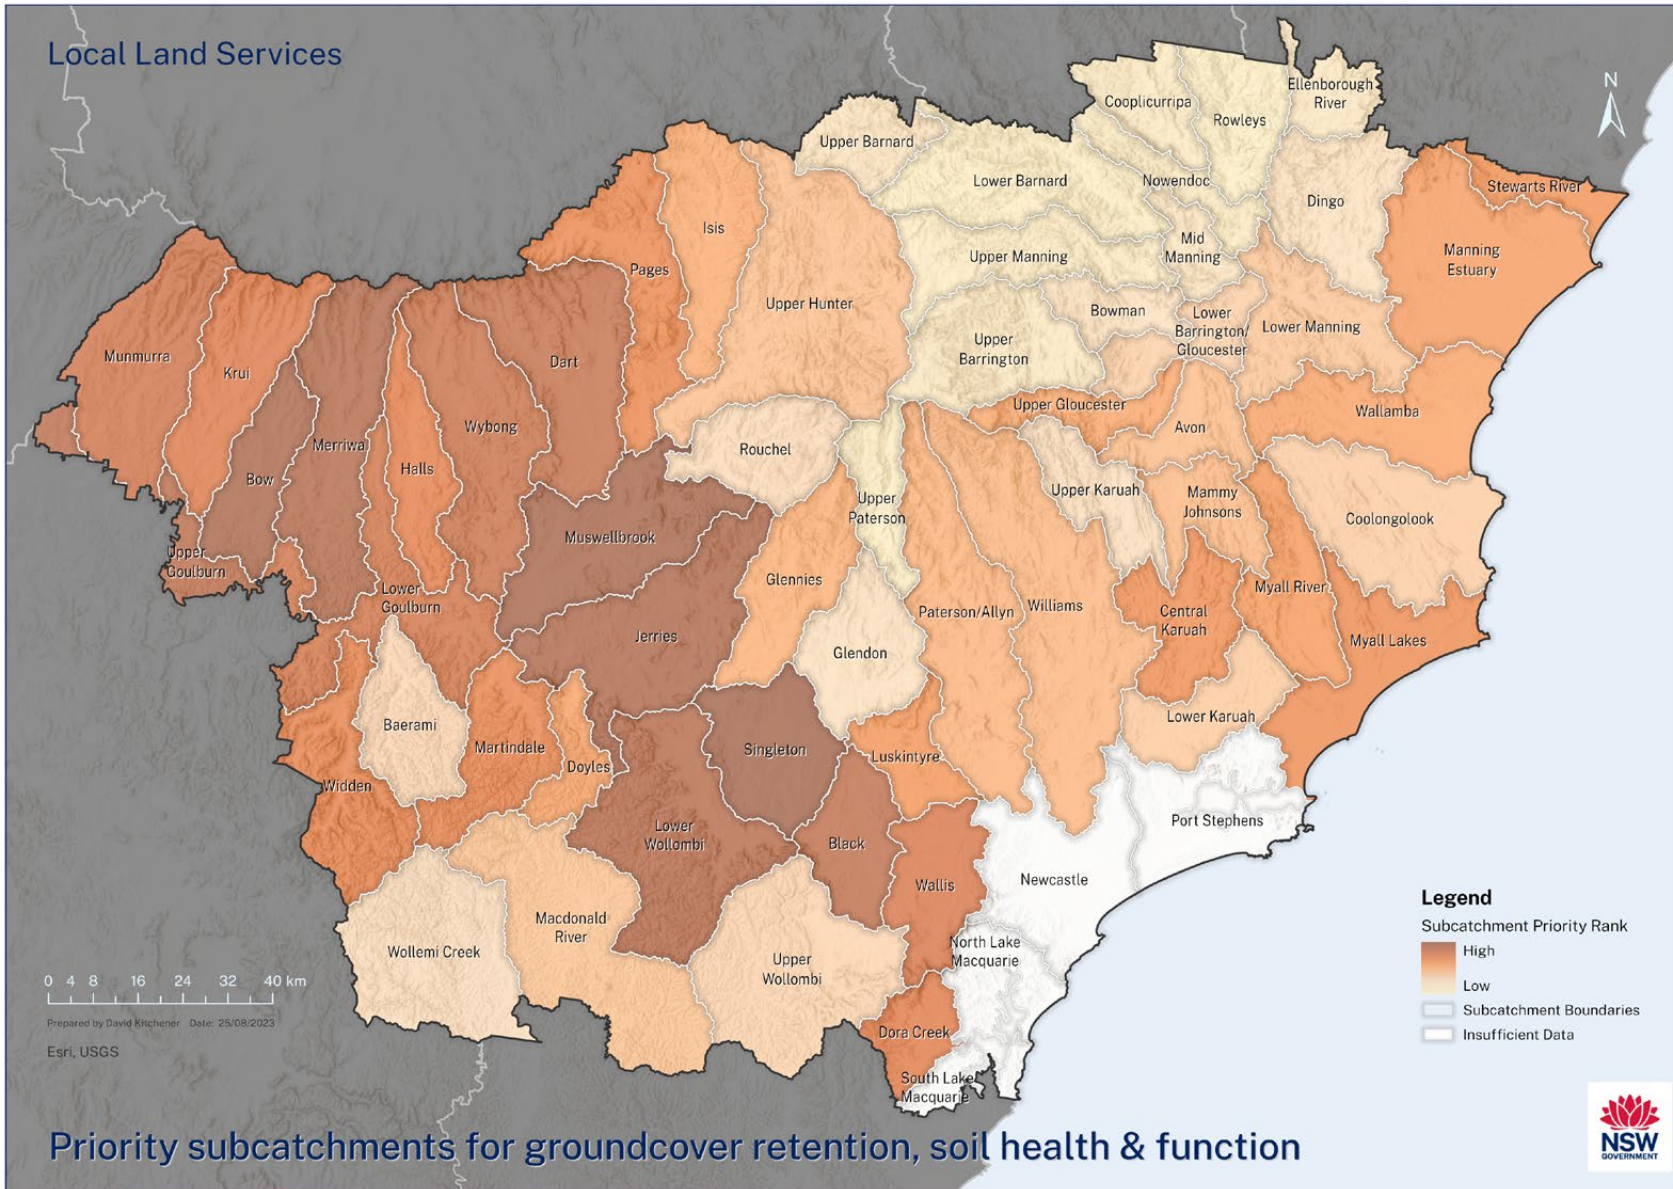 Local Land Services
Ellenborough
River
Cooplicurripa
Rowleys
N
Upper Barnard
Lower Barnard
Nowendoc
Stewarts River
Dingo
Isis
Mid
Manning
Manning
Estuary
Upper Manning
Pages
Upper Hunter
Bowman
Lower
Barrington/
Gloucester
Lower Manning
Upper
Barrington
Munmurra
Krui
Dart
Upper Gloucester
Wallamba
Wybong
Avon
Merriwa
Rouchel
Halls
Bow
Upper Karuah
Mammy
Johnsons
Upper
Paterson
Coolongolook
Muswellbrook
Upper
Goulburn
Glennies
Lower
Goulburn
Myall River
Paterson/Allyn
Williams
Central
Karuah
Jerries
Myall Lakes
Glendon
Lower Karuah
Baerami
Martindale
Singleton
Luskintyre
Doyles
Widden
Port Stephens
Lower
Wollombi
Black
Newcastle
Wallis
Macdonald
River
North Lake
Macquarie
Wollemi Creek
Upper
Wollombi
Dora Creek
South Lake
Macquarie
Legend
Subcatchment Priority Rank
High
Low
Subcatchment Boundaries
Insufficient Data
0 4 8 16 24 32 40 km
Prepared by David Kitchener Date: 25/08/2023
Esri, USGS
Priority subcatchments for groundcover retention, soil health & function
NSW
GOVERNMENT